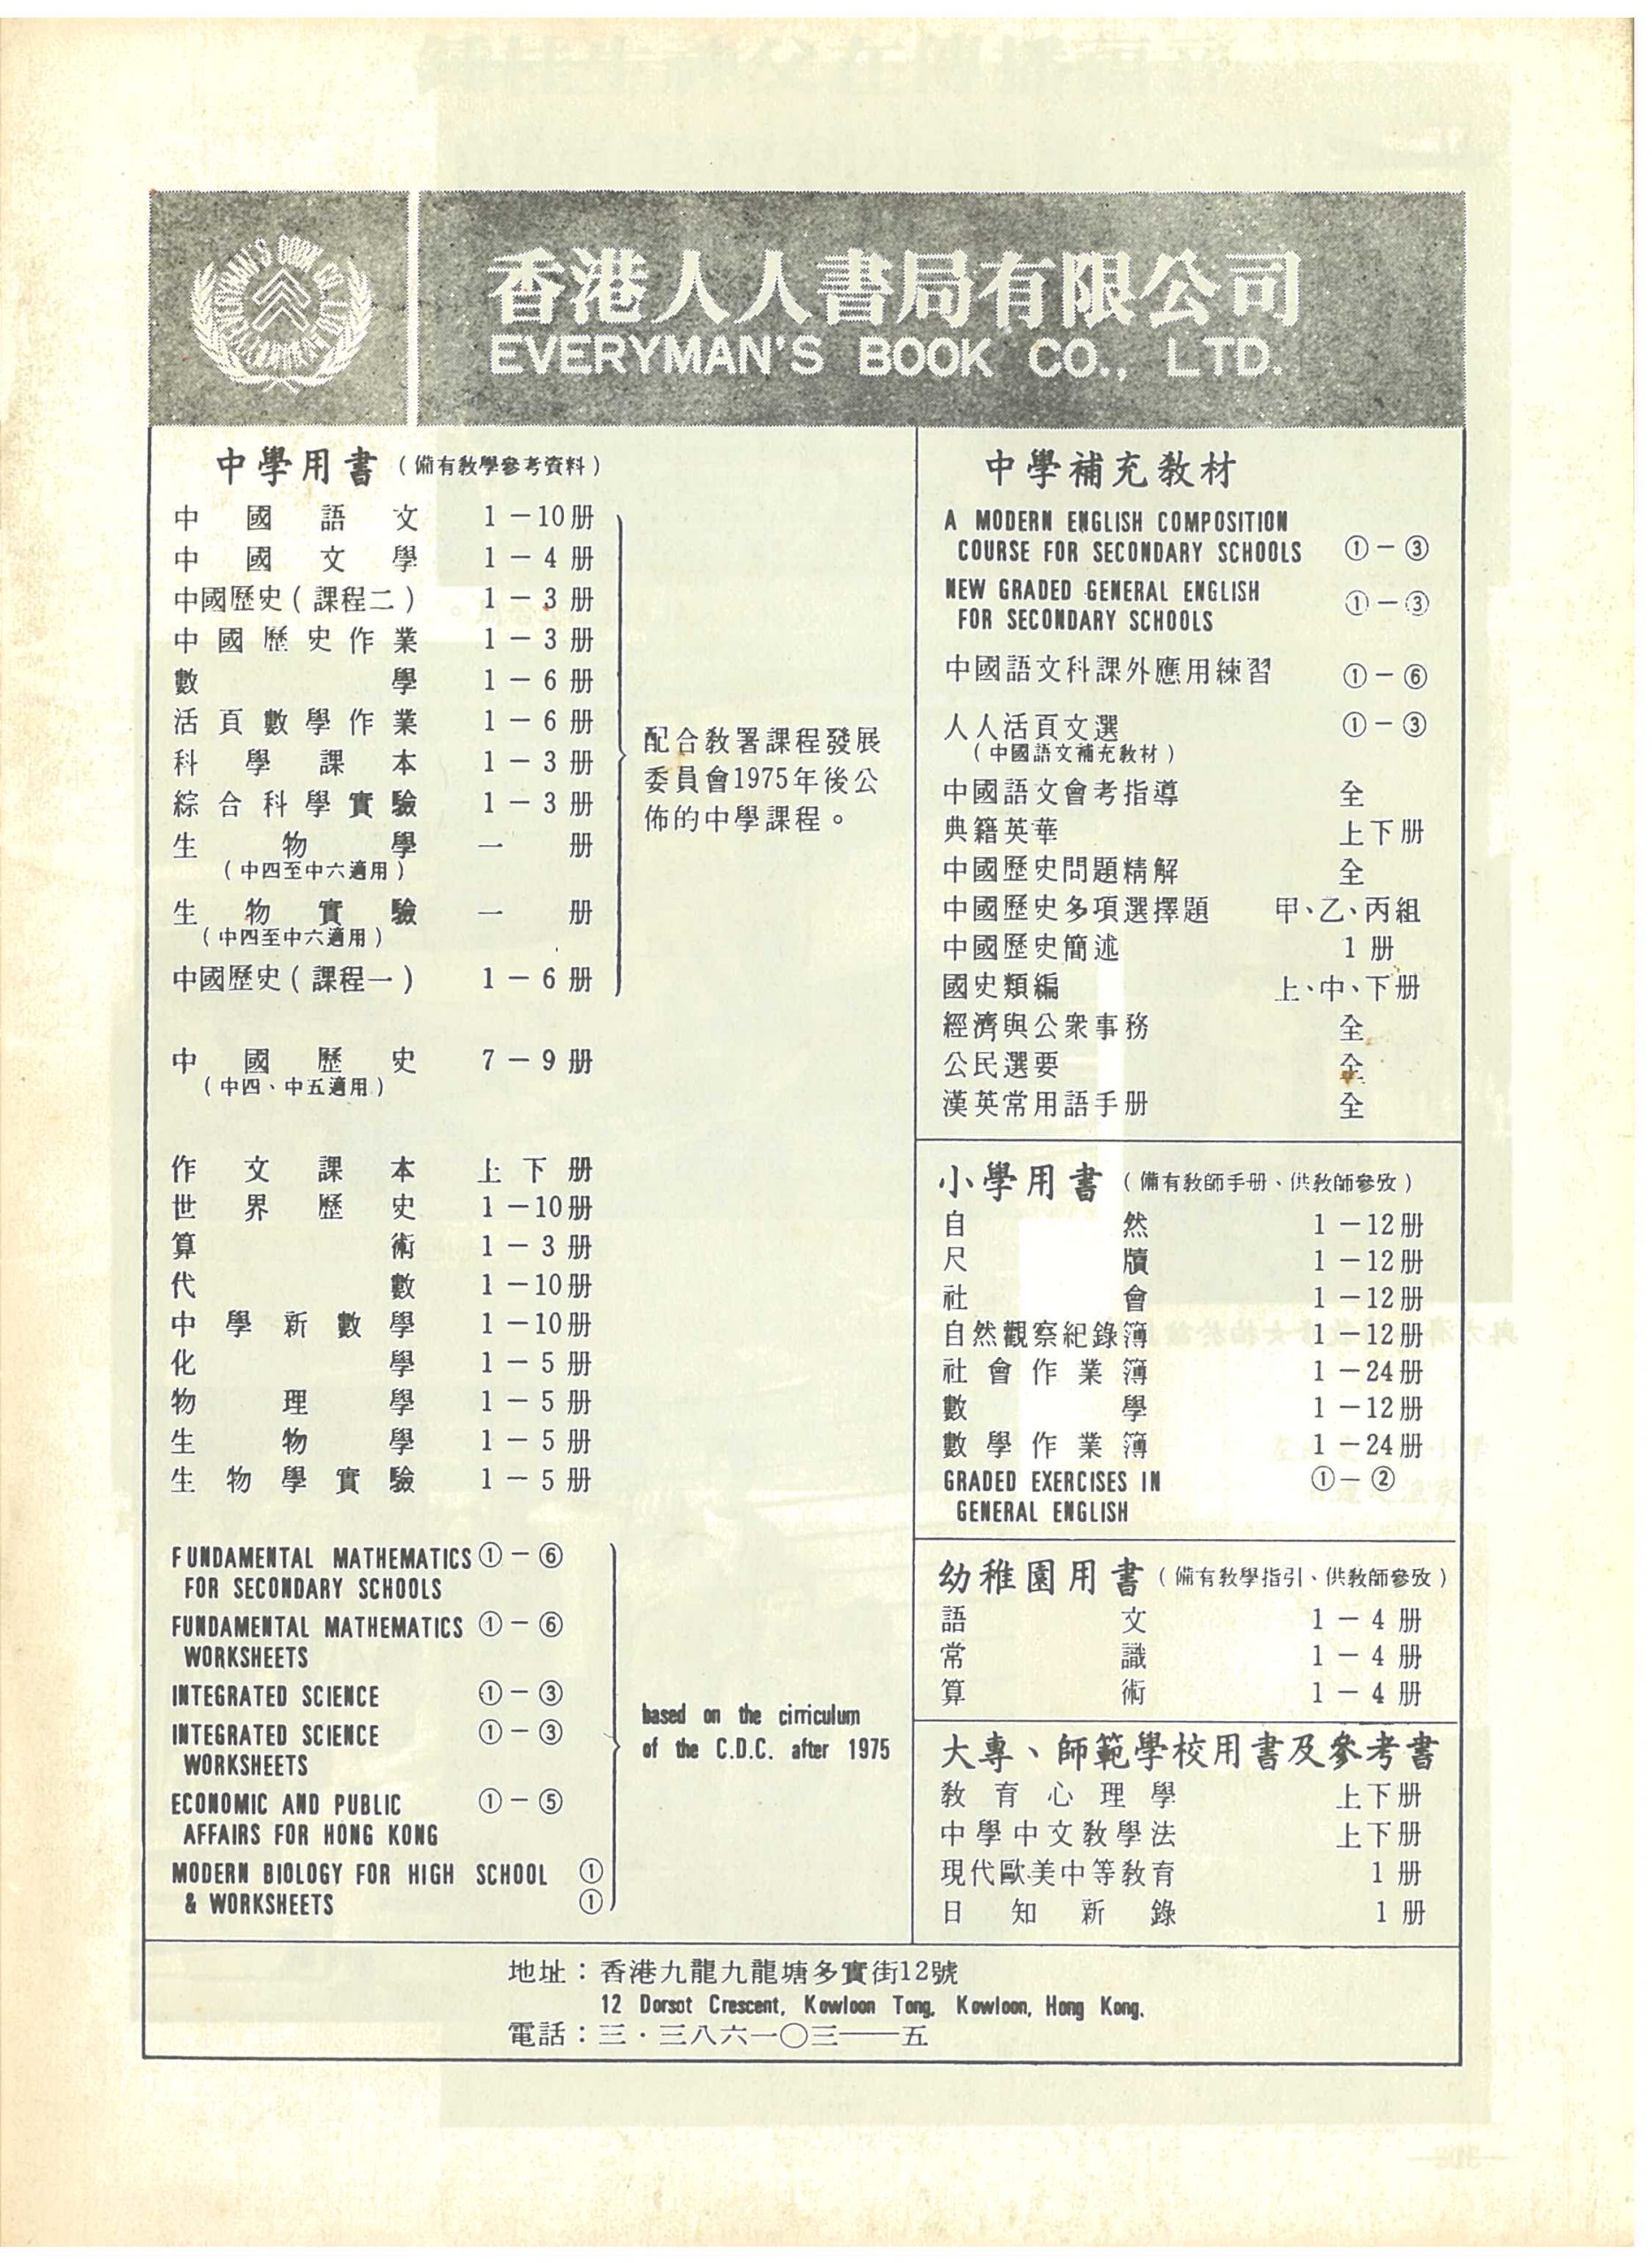 香港人人書局有限公司
EVERYMAN'S BOOK CO., LTD.
中學用書（備有教學參考資料）
中國語文 1－10册
中國文學 1－4册
中國歷史（課程二） 1－3册
中國歷史作業 1－3册
數學 1－6册
活頁數學作業 1－6册
科學課本 1－3册
綜合科學實驗 1－3册
生物學 一册
（中四至中六適用）
生物實驗 一册
（中四至中六適用）
中國歷史（課程一） 1－6册
配合教署課程發展
委員會1975年後公
佈的中學課程。
中國歷史 7－9册
（中四、中五適用）
作文課本 上下册
世界歷史 1－10册
算術 1－3册
代數 1－10册
中學新數學 1－10册
化學 1－5册
物理學 1－5册
生物學 1－5册
生物學實驗 1－5册
FUNDAMENTAL MATHEMATICS ①－⑥
FOR SECONDARY SCHOOLS
FUNDAMENTAL MATHEMATICS ①－⑥
WORKSHEETS
INTEGRATED SCIENCE ①－③
INTEGRATED SCIENCE ①－③
WORKSHEETS
ECONOMIC AND PUBLIC ①－⑤
AFFAIRS FOR HONG KONG
MODERN BIOLOGY FOR HIGH SCHOOL ①
& WORKSHEETS ①
based on the cirriculum
of the C.D.C. after 1975
中學補充教材
A MODERN ENGLISH COMPOSITION
COURSE FOR SECONDARY SCHOOLS ①－③
NEW GRADED GENERAL ENGLISH
FOR SECONDARY SCHOOLS ①－③
中國語文科課外應用練習 ①－⑥
人人活頁文選 ①－③
（中國語文補充教材）
中國語文會考指導 全
典籍英華 上下册
中國歷史問題精解 全
中國歷史多項選擇題 甲、乙、丙組
中國歷史簡述 1册
國史類編 上、中、下册
經濟與公衆事務 全
公民選要 全
漢英常用語手册 全
小學用書（備有教師手册、供教師參攷）
自然 1－12册
尺牘 1－12册
社會 1－12册
自然觀察紀錄簿 1－12册
社會作業簿 1－24册
數學 1－12册
數學作業簿 1－24册
GRADED EXERCISES IN ①－②
GENERAL ENGLISH
幼稚園用書（備有教學指引、供教師參攷）
語文 1－4册
常識 1－4册
算術 1－4册
大專、師範學校用書及參考書
教育心理學 上下册
中學中文教學法 上下册
現代歐美中等教育 1册
日知新錄 1册
地址：香港九龍九龍塘多實街12號
12 Dorsot Crescent, Kowloon Tong, Kowloon, Hong Kong.
電話：三・三八六一〇三——五